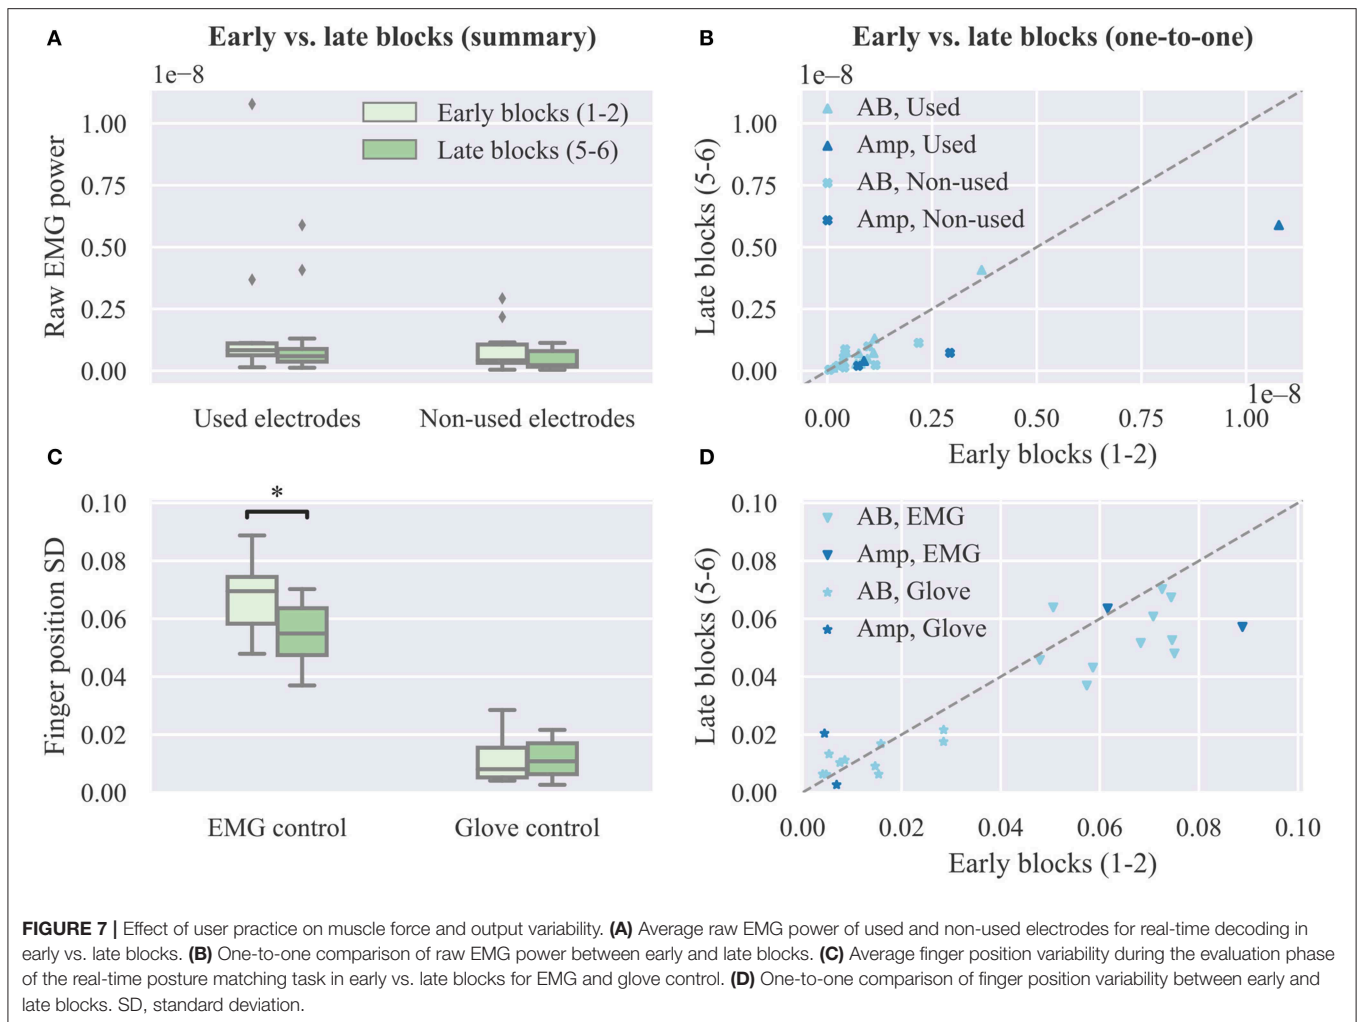 A
Early vs. late blocks (summary)
1e−8
Raw EMG power
1.00
0.75
0.50
0.25
0.00
Early blocks (1-2)
Late blocks (5-6)
Used electrodes
Non-used electrodes
B
Early vs. late blocks (one-to-one)
1e−8
Late blocks (5-6)
1.00
0.75
0.50
0.25
0.00
AB, Used
Amp, Used
AB, Non-used
Amp, Non-used
1e−8
0.00 0.25 0.50 0.75 1.00
Early blocks (1-2)
C
Finger position SD
0.10
0.08
0.06
0.04
0.02
0.00
*
EMG control
Glove control
D
Late blocks (5-6)
0.10
0.08
0.06
0.04
0.02
0.00
AB, EMG
Amp, EMG
AB, Glove
Amp, Glove
0.00 0.02 0.04 0.06 0.08 0.10
Early blocks (1-2)
FIGURE 7 | Effect of user practice on muscle force and output variability. (A) Average raw EMG power of used and non-used electrodes for real-time decoding in
early vs. late blocks. (B) One-to-one comparison of raw EMG power between early and late blocks. (C) Average finger position variability during the evaluation phase
of the real-time posture matching task in early vs. late blocks for EMG and glove control. (D) One-to-one comparison of finger position variability between early and
late blocks. SD, standard deviation.